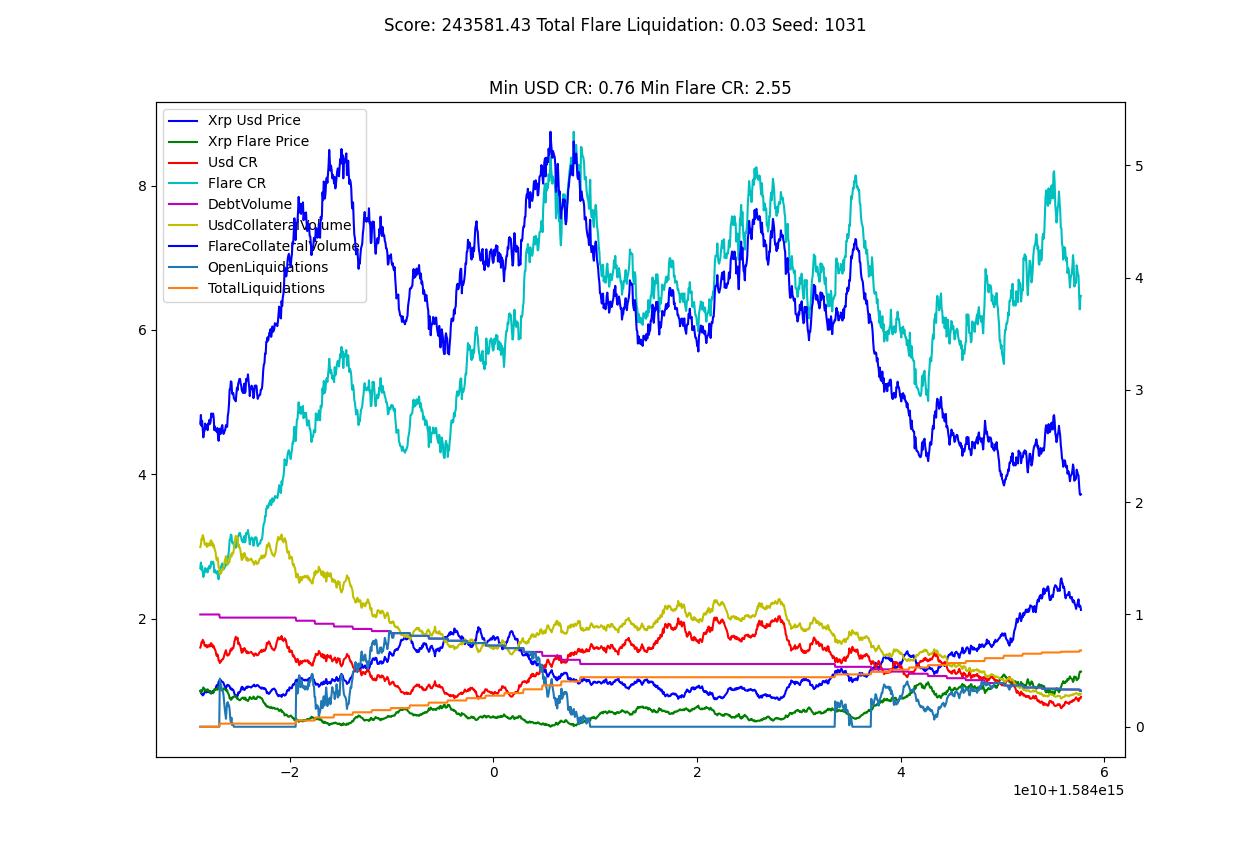 Score: 243581.43 Total Flare Liquidation: 0.03 Seed: 1031
Min USD CR: 0.76 Min Flare CR: 2.55
Xrp Usd Price
Xrp Flare Price
Usd CR
Flare CR
DebtVolume
UsdCollateralVolume
FlareCollateralVolume
OpenLiquidations
TotalLiquidations
8
6
4
2
5
4
3
2
1
0
−2
0
2
4
6
1e10+1.584e15